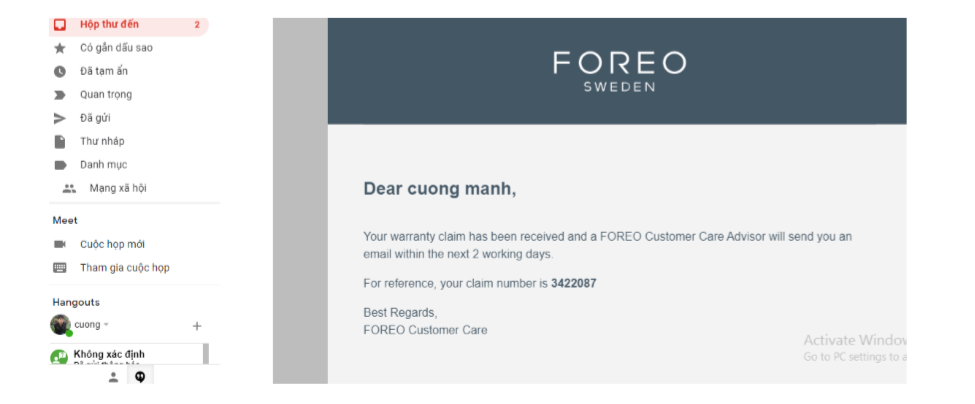 Hộp thư đến 2
Có gắn dấu sao
Đã tạm ẩn
Quan trọng
Đã gửi
Thư nháp
Danh mục
Mạng xã hội
Meet
Cuộc họp mới
Tham gia cuộc họp
Hangouts
cuong
Không xác định
FOREO
SWEDEN
Dear cuong manh,
Your warranty claim has been received and a FOREO Customer Care Advisor will send you an
email within the next 2 working days.
For reference, your claim number is 3422087
Best Regards,
FOREO Customer Care
Activate Window
Go to PC settings to a